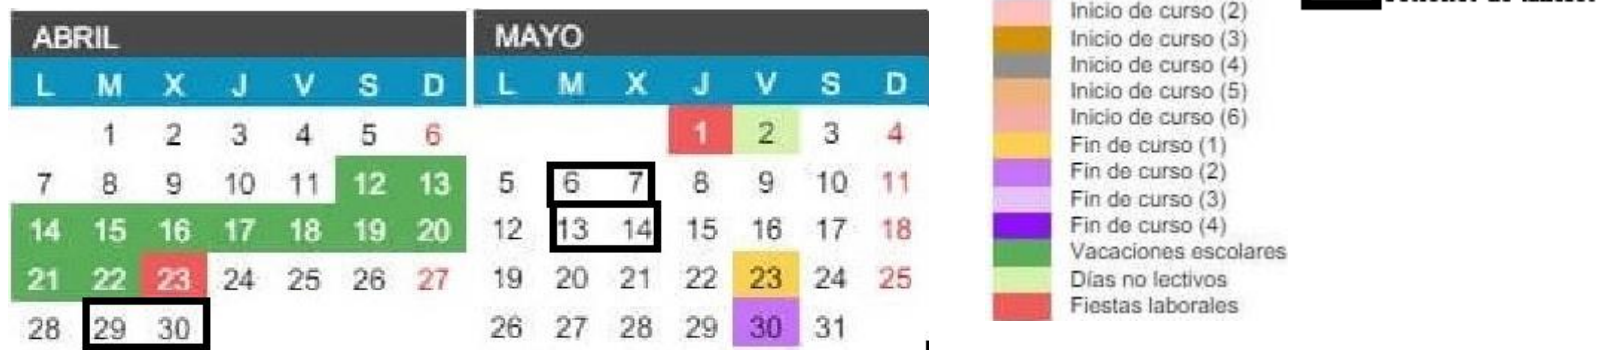 ABRIL
L M X J V S D
1 2 3 4 5 6
7 8 9 10 11 12 13
14 15 16 17 18 19 20
21 22 23 24 25 26 27
28 29 30
MAYO
L M X J V S D
1 2 3 4
5 6 7 8 9 10 11
12 13 14 15 16 17 18
19 20 21 22 23 24 25
26 27 28 29 30 31
Inicio de curso (2)
Inicio de curso (3)
Inicio de curso (4)
Inicio de curso (5)
Inicio de curso (6)
Fin de curso (1)
Fin de curso (2)
Fin de curso (3)
Fin de curso (4)
Vacaciones escolares
Días no lectivos
Fiestas laborales